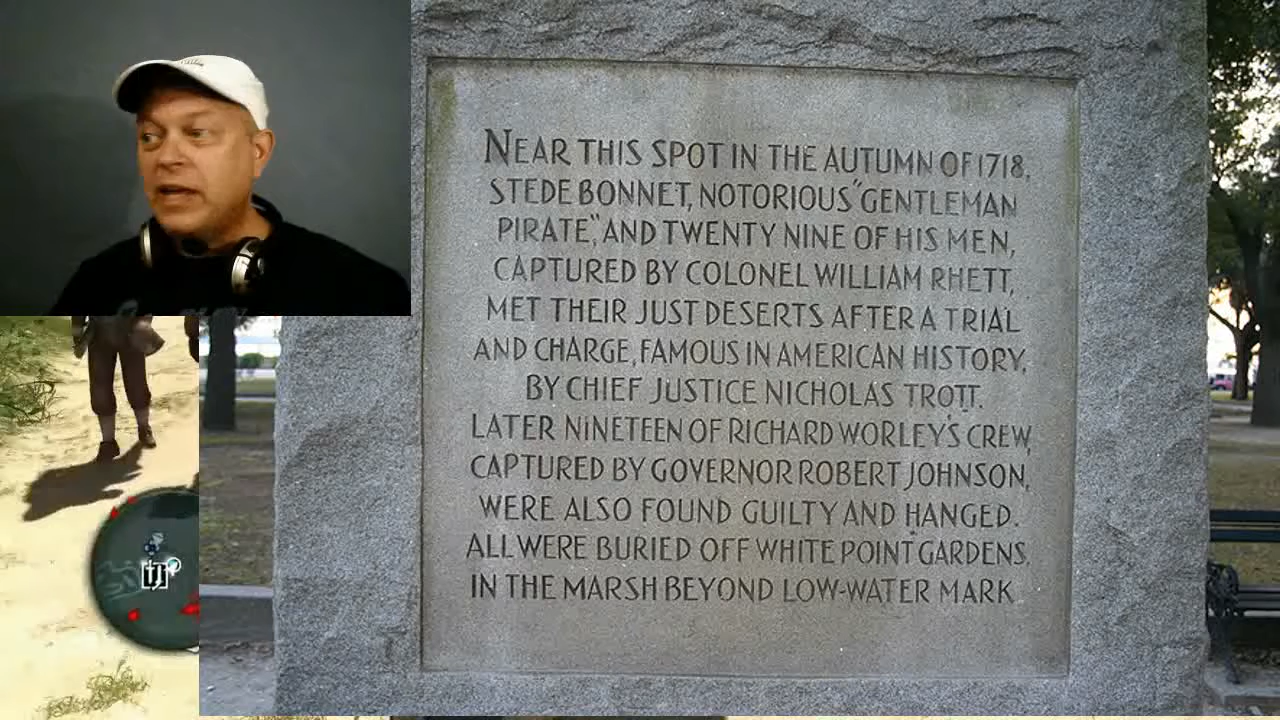 NEAR THIS SPOT IN THE AUTUMN OF 1718,
STEDE BONNET, NOTORIOUS "GENTLEMAN
PIRATE", AND TWENTY NINE OF HIS MEN,
CAPTURED BY COLONEL WILLIAM RHETT,
MET THEIR JUST DESERTS AFTER A TRIAL
AND CHARGE, FAMOUS IN AMERICAN HISTORY,
BY CHIEF JUSTICE NICHOLAS TROTT.
LATER NINETEEN OF RICHARD WORLEY'S CREW,
CAPTURED BY GOVERNOR ROBERT JOHNSON,
WERE ALSO FOUND GUILTY AND HANGED.
ALL WERE BURIED OFF WHITE POINT GARDENS.
IN THE MARSH BEYOND LOW-WATER MARK